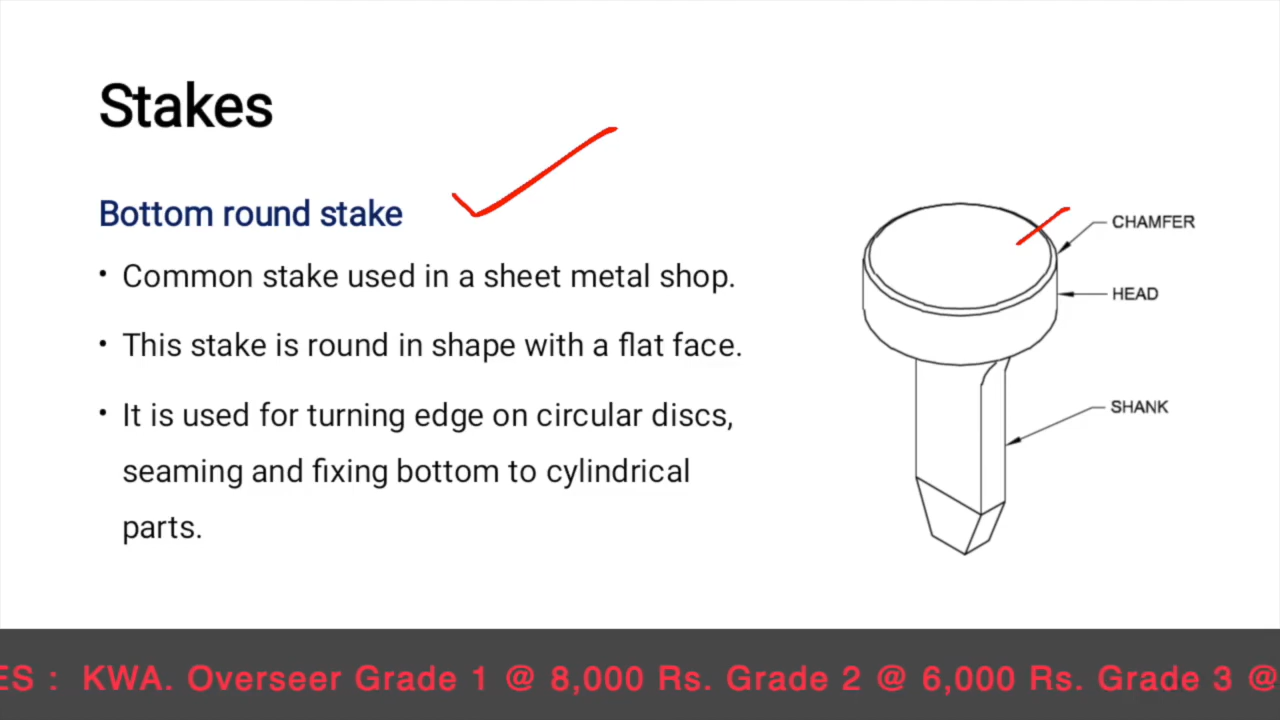 Stakes
Bottom round stake
• Common stake used in a sheet metal shop.
• This stake is round in shape with a flat face.
• It is used for turning edge on circular discs,
seaming and fixing bottom to cylindrical
parts.
CHAMFER
HEAD
SHANK
ES : KWA. Overseer Grade 1 @ 8,000 Rs. Grade 2 @ 6,000 Rs. Grade 3 @